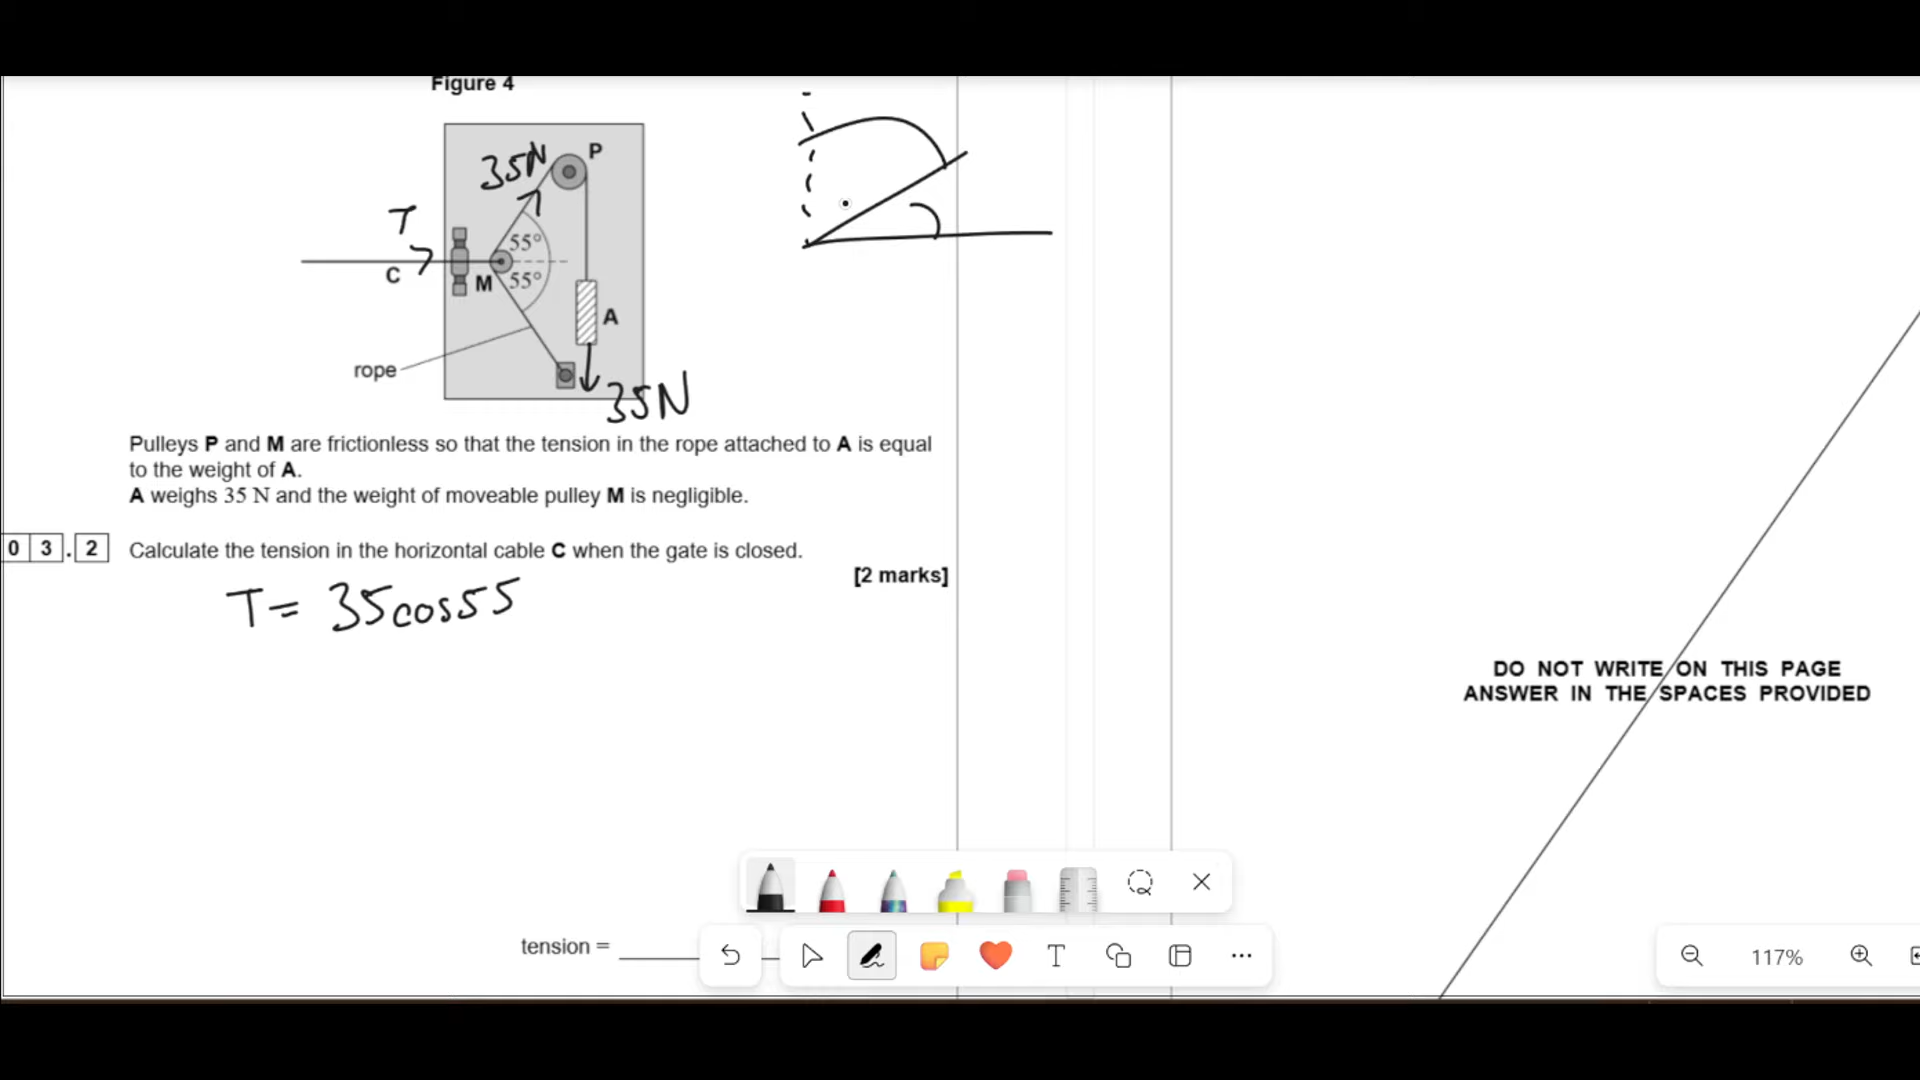 Figure 4
35N
P
T
55°
C
M
55°
A
rope
35N
Pulleys P and M are frictionless so that the tension in the rope attached to A is equal
to the weight of A.
A weighs 35 N and the weight of moveable pulley M is negligible.
0 3 . 2 Calculate the tension in the horizontal cable C when the gate is closed.
[2 marks]
T= 35cos55
DO NOT WRITE ON THIS PAGE
ANSWER IN THE SPACES PROVIDED
tension =
T
117%